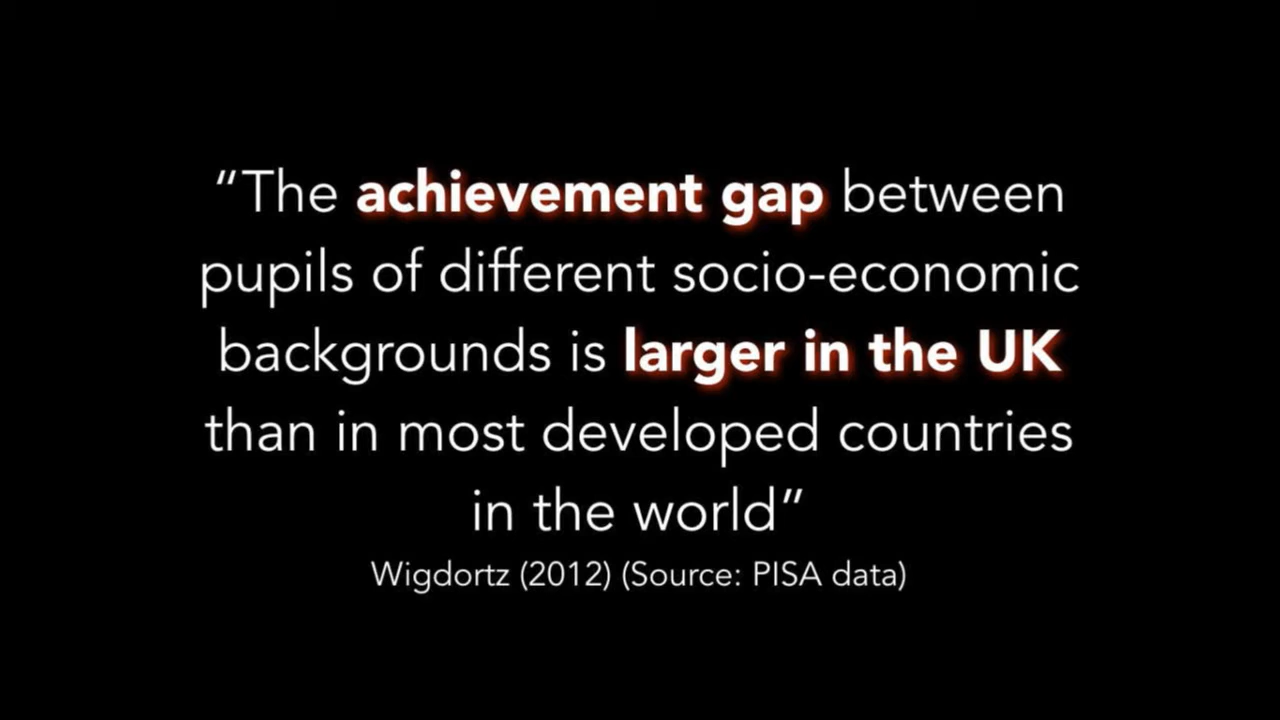 “The achievement gap between
pupils of different socio-economic
backgrounds is larger in the UK
than in most developed countries
in the world”
Wigdortz (2012) (Source: PISA data)